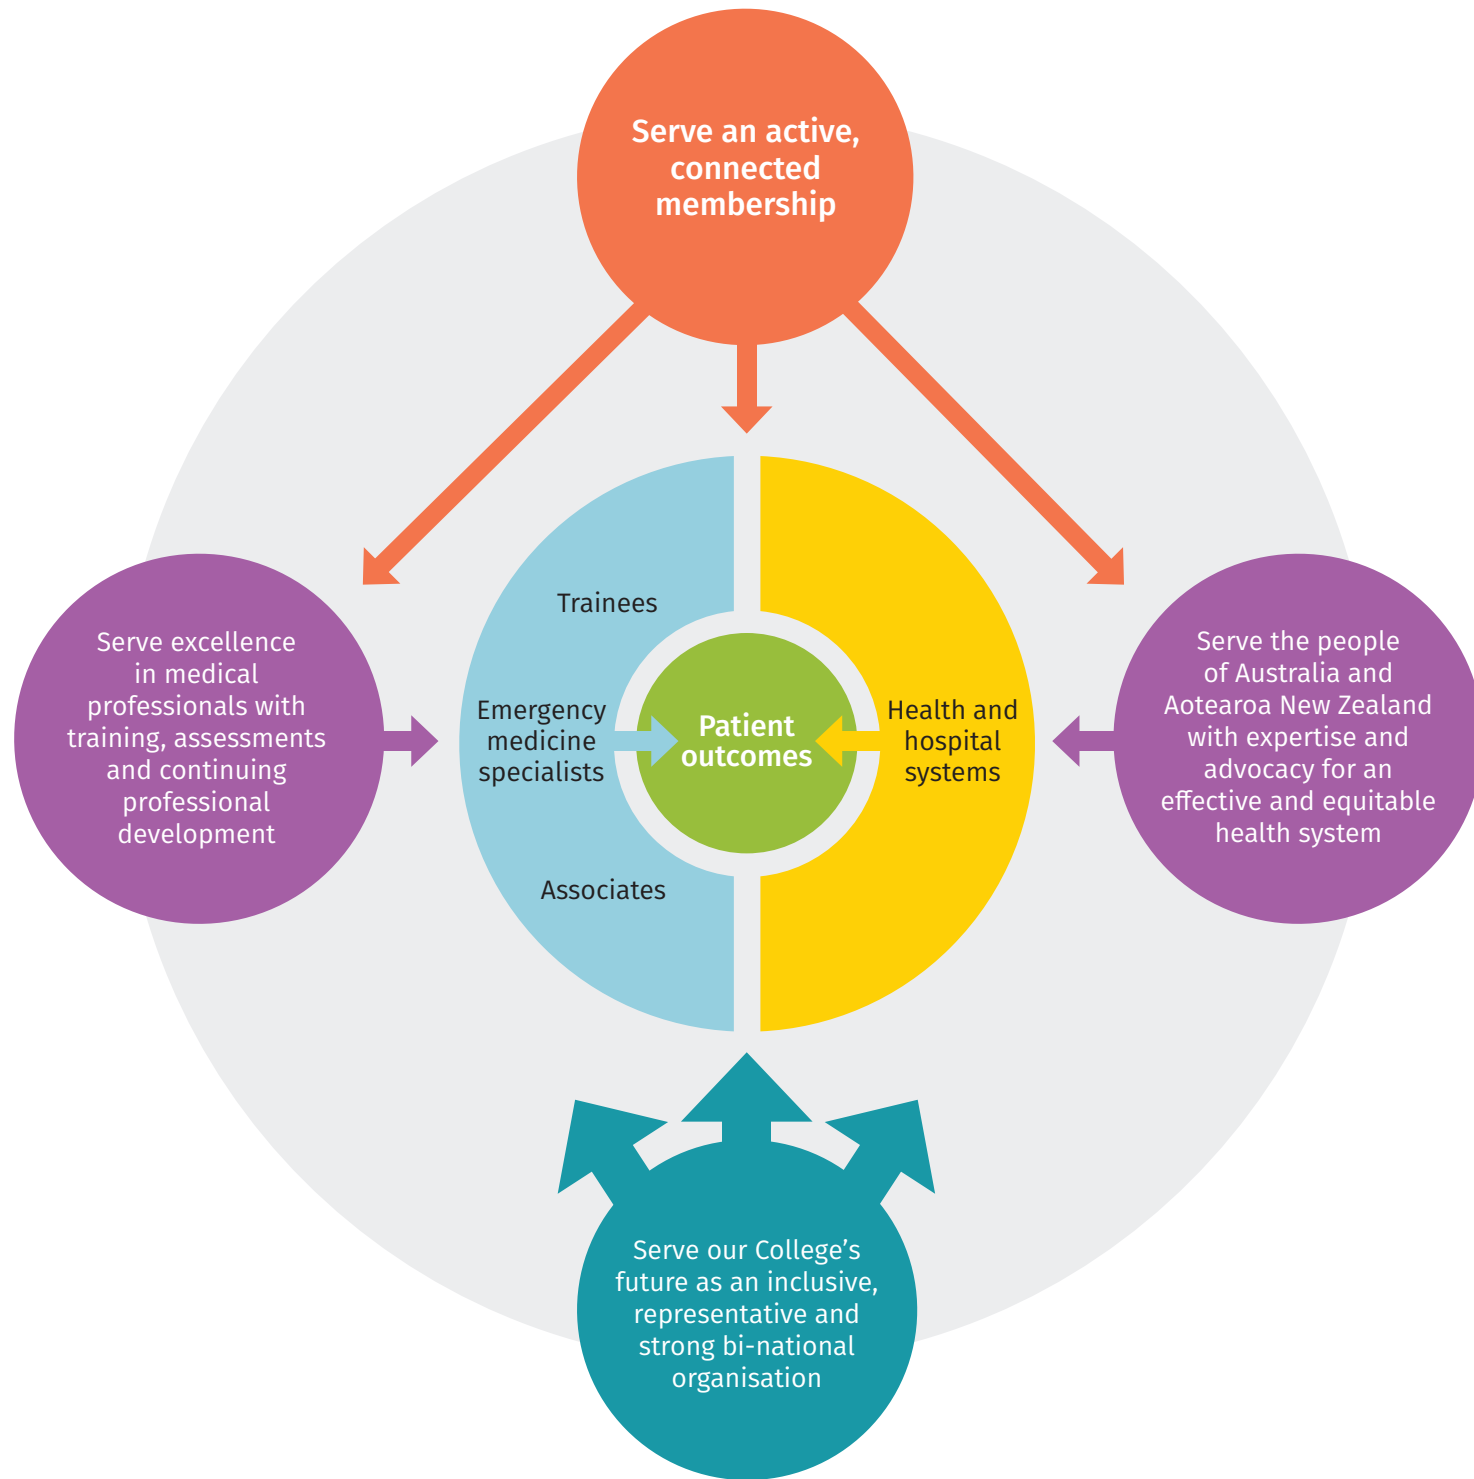 Serve an active,
connected
membership
Serve excellence
in medical
professionals with
training, assessments
and continuing
professional
development
Trainees
Emergency
medicine
specialists
Associates
Patient
outcomes
Health and
hospital
systems
Serve the people
of Australia and
Aotearoa New Zealand
with expertise and
advocacy for an
effective and equitable
health system
Serve our College’s
future as an inclusive,
representative and
strong bi-national
organisation